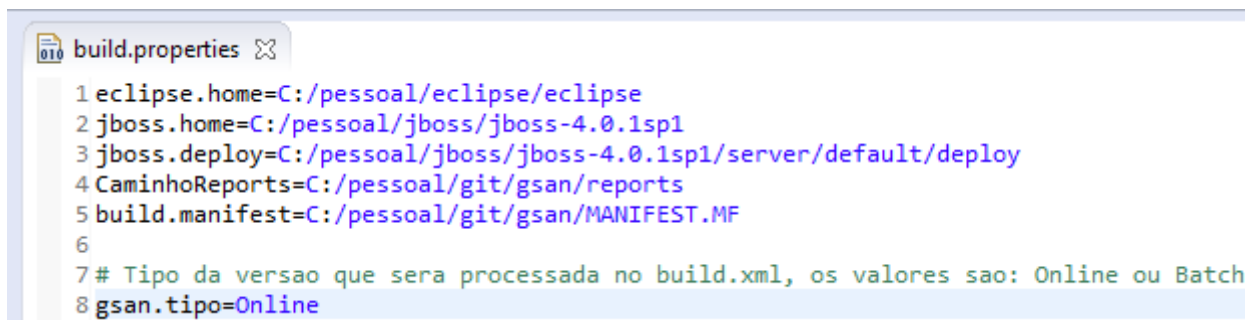 build.properties
1 eclipse.home=C:/pessoal/eclipse/eclipse
2 jboss.home=C:/pessoal/jboss/jboss-4.0.1sp1
3 jboss.deploy=C:/pessoal/jboss/jboss-4.0.1sp1/server/default/deploy
4 CaminhoReports=C:/pessoal/git/gsan/reports
5 build.manifest=C:/pessoal/git/gsan/MANIFEST.MF
6
7 # Tipo da versao que sera processada no build.xml, os valores sao: Online ou Batch
8 gsan.tipo=Online